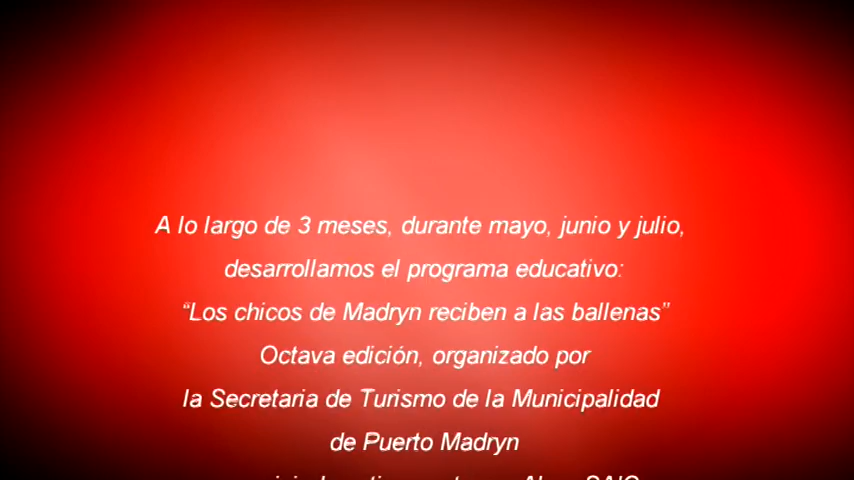 A lo largo de 3 meses, durante mayo, junio y julio,
desarrollamos el programa educativo:
“Los chicos de Madryn reciben a las ballenas”
Octava edición, organizado por
la Secretaria de Turismo de la Municipalidad
de Puerto Madryn